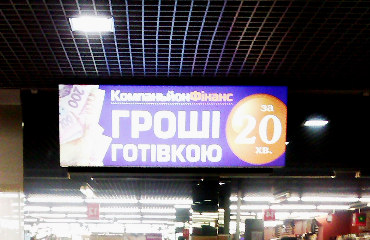 КомпаньйонФінанс
ГРОШІ
ГОТІВКОЮ
за
20
хв.